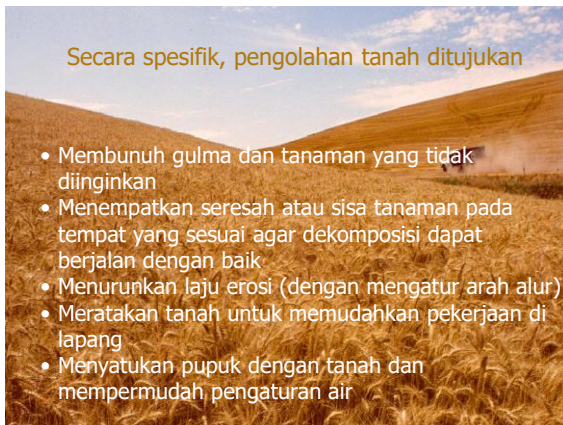 Secara spesifik, pengolahan tanah ditujukan
• Membunuh gulma dan tanaman yang tidak
diinginkan
• Menempatkan seresah atau sisa tanaman pada
tempat yang sesuai agar dekomposisi dapat
berjalan dengan baik
• Menurunkan laju erosi (dengan mengatur arah alur)
• Meratakan tanah untuk memudahkan pekerjaan di
lapang
• Menyatukan pupuk dengan tanah dan
mempermudah pengaturan air